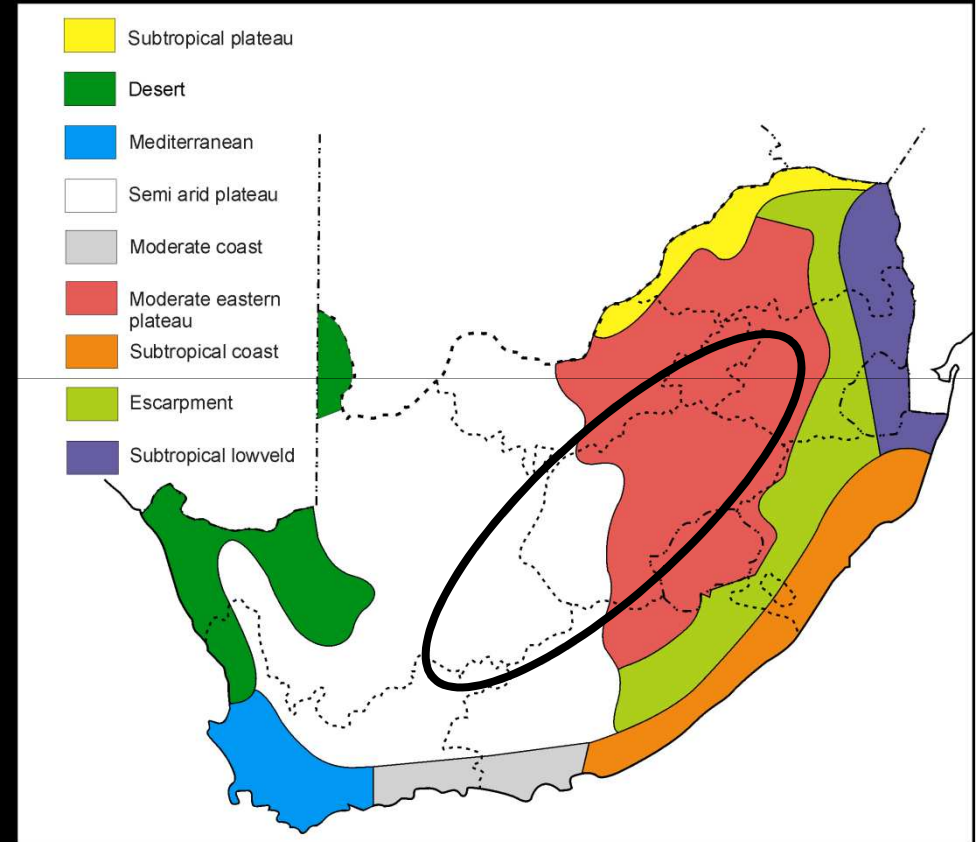 Subtropical plateau
Desert
Mediterranean
Semi arid plateau
Moderate coast
Moderate eastern
plateau
Subtropical coast
Escarpment
Subtropical lowveld